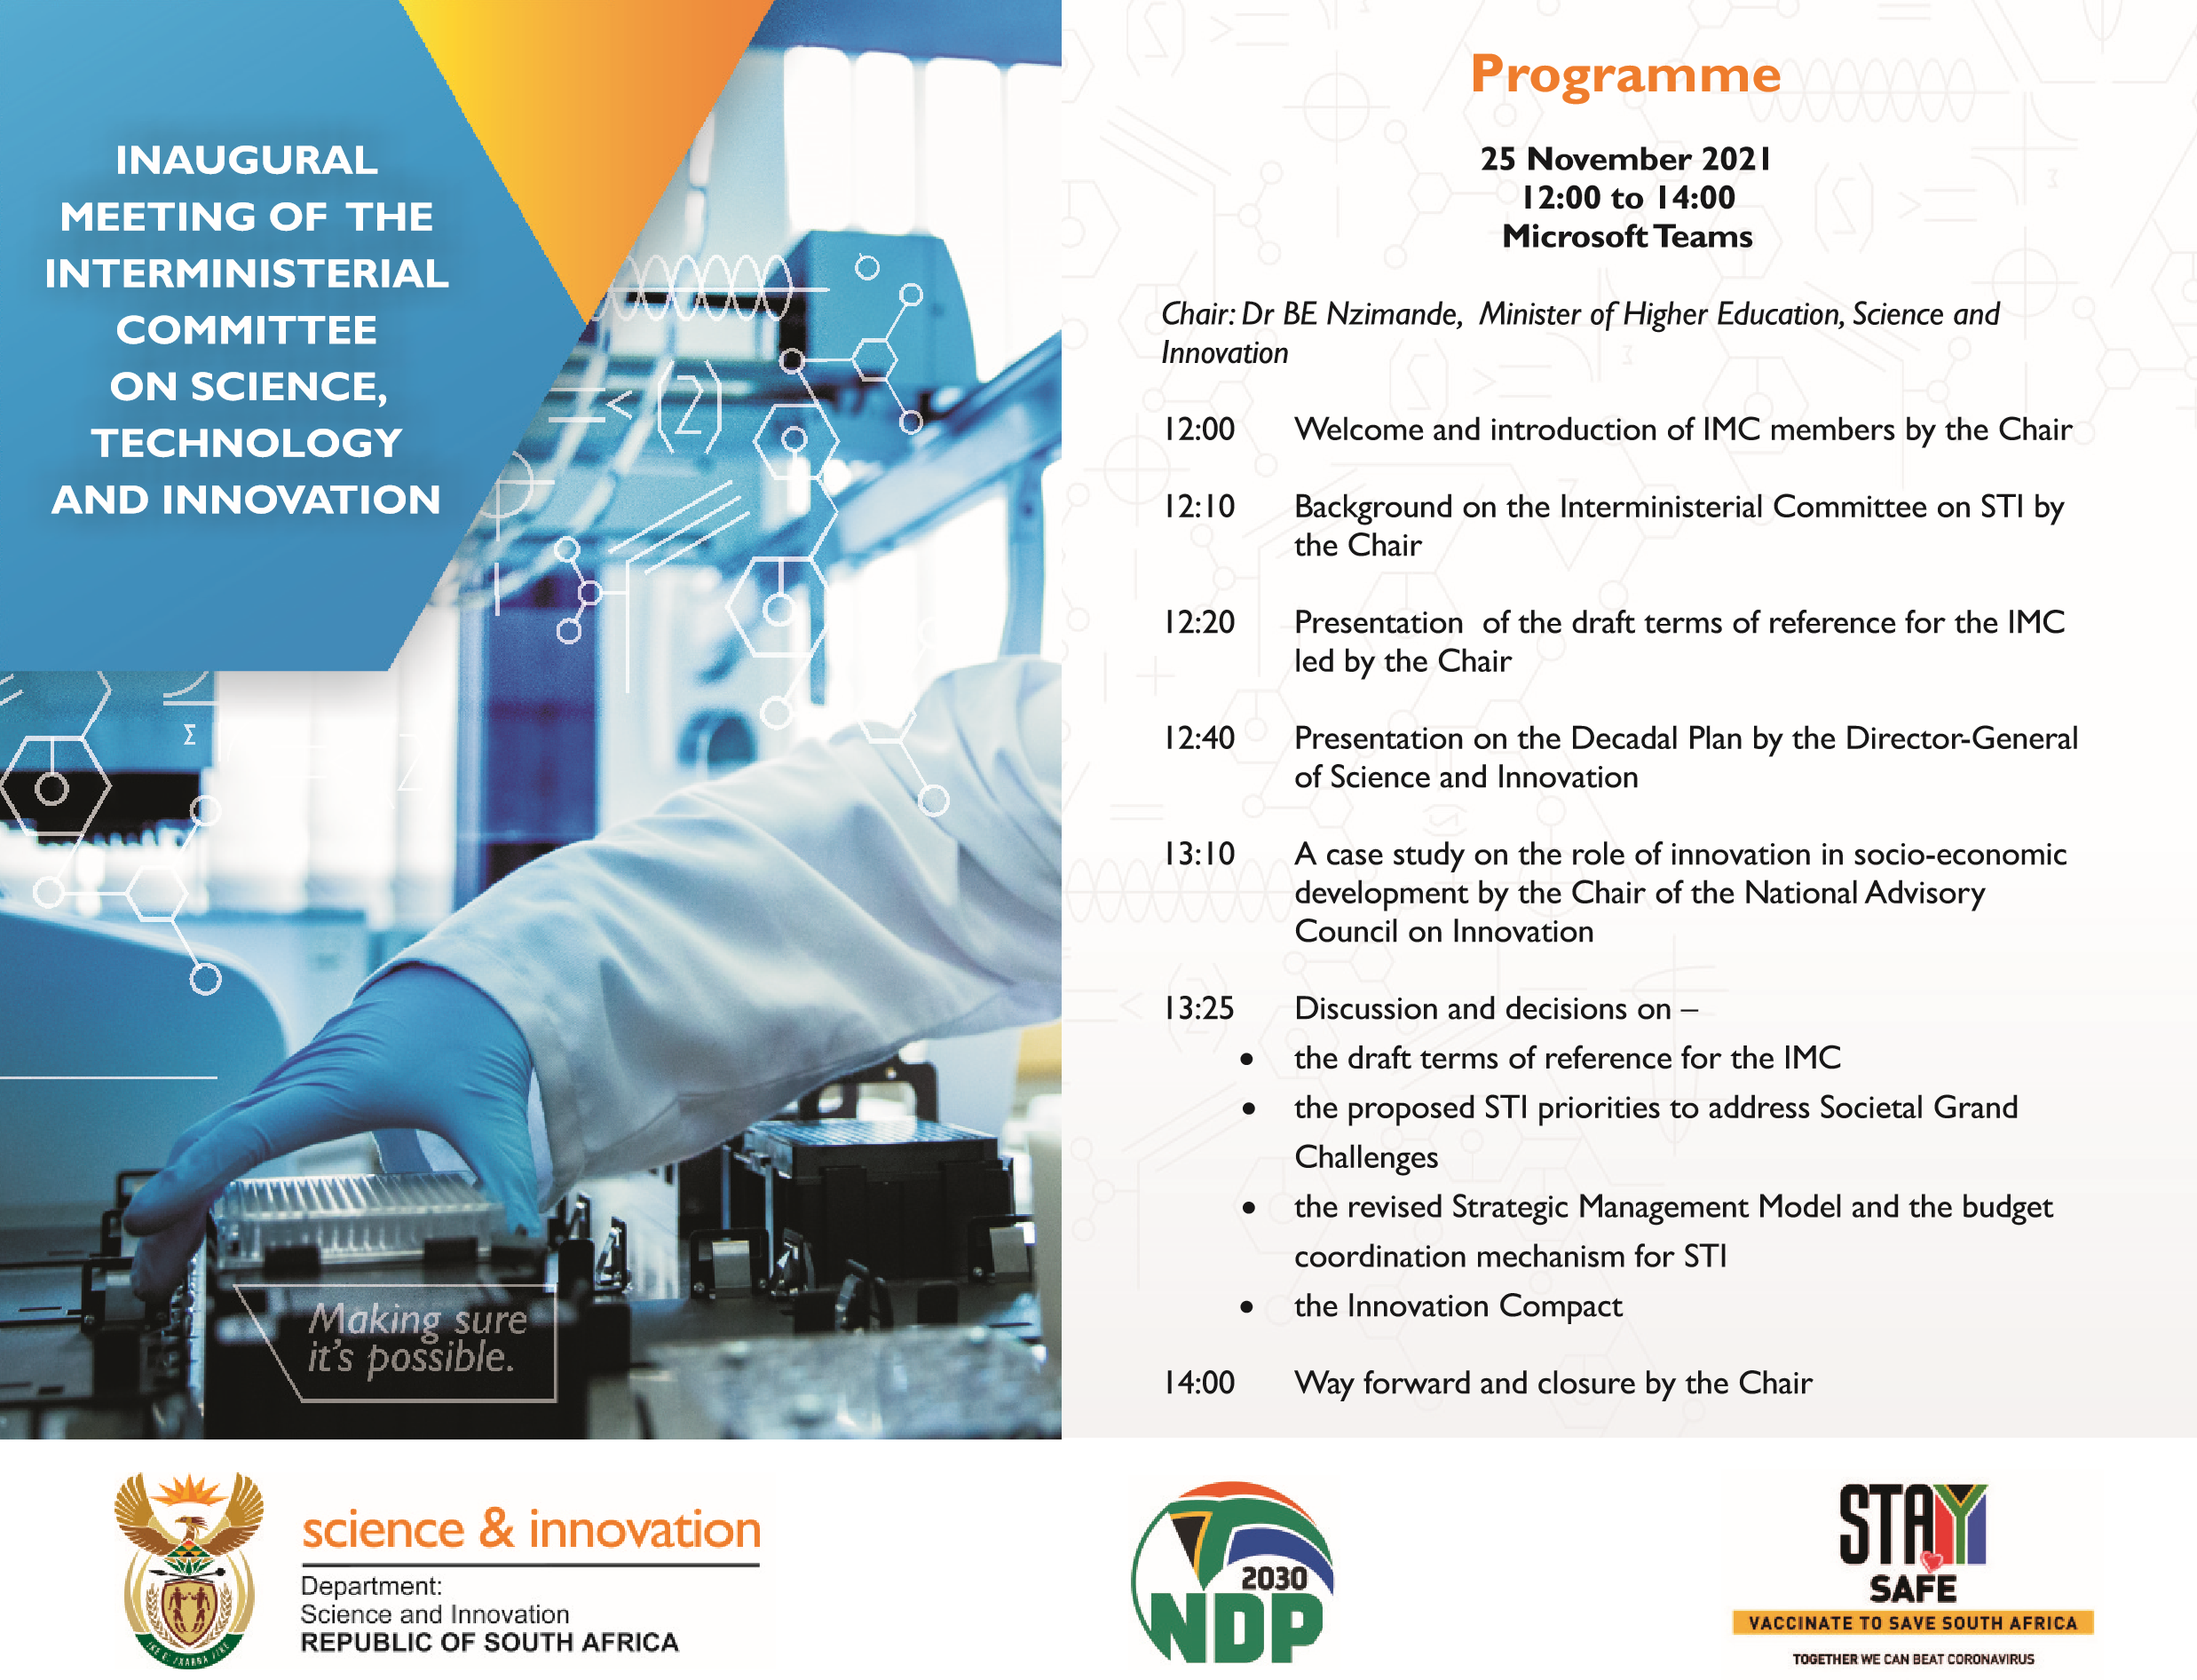 INAUGURAL
MEETING OF THE
INTERMINISTERIAL
COMMITTEE
ON SCIENCE,
TECHNOLOGY
AND INNOVATION
Making sure
it's possible.
Programme
25 November 2021
12:00 to 14:00
Microsoft Teams
Chair: Dr BE Nzimande, Minister of Higher Education, Science and
Innovation
12:00 Welcome and introduction of IMC members by the Chair
12:10 Background on the Interministerial Committee on STI by
the Chair
12:20 Presentation of the draft terms of reference for the IMC
led by the Chair
12:40 Presentation on the Decadal Plan by the Director-General
of Science and Innovation
13:10 A case study on the role of innovation in socio-economic
development by the Chair of the National Advisory
Council on Innovation
13:25 Discussion and decisions on –
• the draft terms of reference for the IMC
• the proposed STI priorities to address Societal Grand
Challenges
• the revised Strategic Management Model and the budget
coordination mechanism for STI
• the Innovation Compact
14:00 Way forward and closure by the Chair
science & innovation
Department:
Science and Innovation
REPUBLIC OF SOUTH AFRICA
2030
NDP
STAY
SAFE
VACCINATE TO SAVE SOUTH AFRICA
TOGETHER WE CAN BEAT CORONAVIRUS